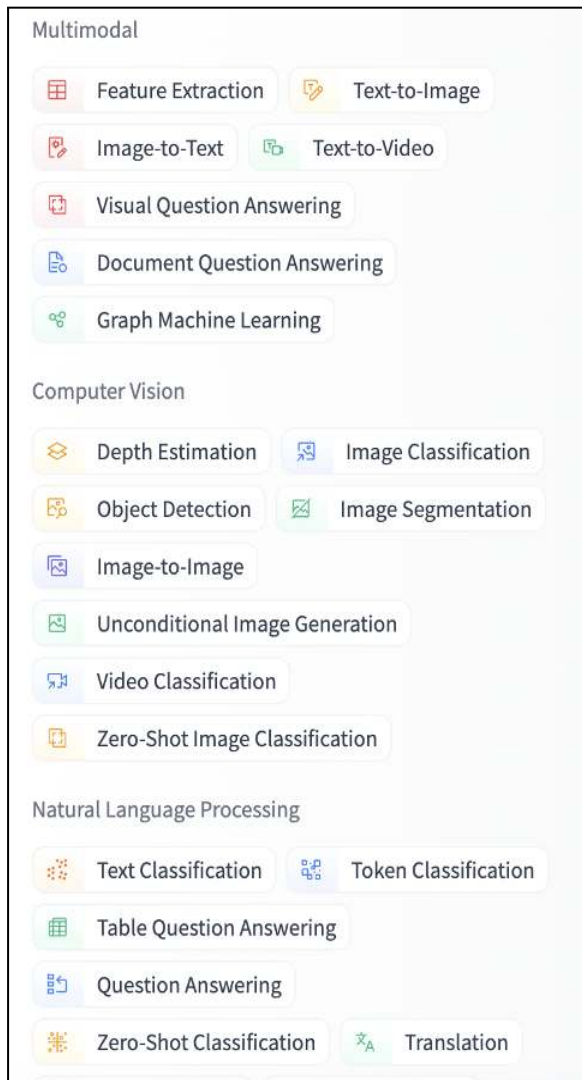 Multimodal
Feature Extraction Text-to-Image
Image-to-Text Text-to-Video
Visual Question Answering
Document Question Answering
Graph Machine Learning
Computer Vision
Depth Estimation Image Classification
Object Detection Image Segmentation
Image-to-Image
Unconditional Image Generation
Video Classification
Zero-Shot Image Classification
Natural Language Processing
Text Classification Token Classification
Table Question Answering
Question Answering
Zero-Shot Classification Translation